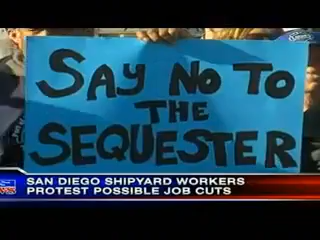 SAY NO TO
THE
SEQUESTER
SAN DIEGO SHIPYARD WORKERS
PROTEST POSSIBLE JOB CUTS